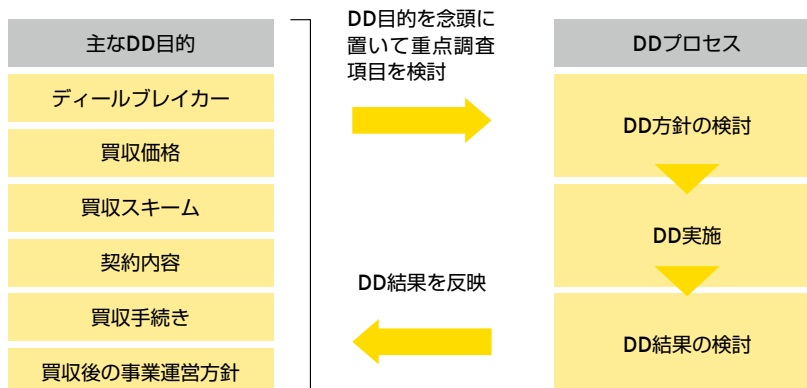 主なDD目的
ディールブレイカー
買収価格
買収スキーム
契約内容
買収手続き
買収後の事業運営方針
DD目的を念頭に
置いて重点調査
項目を検討
DD結果を反映
DDプロセス
DD方針の検討
DD実施
DD結果の検討